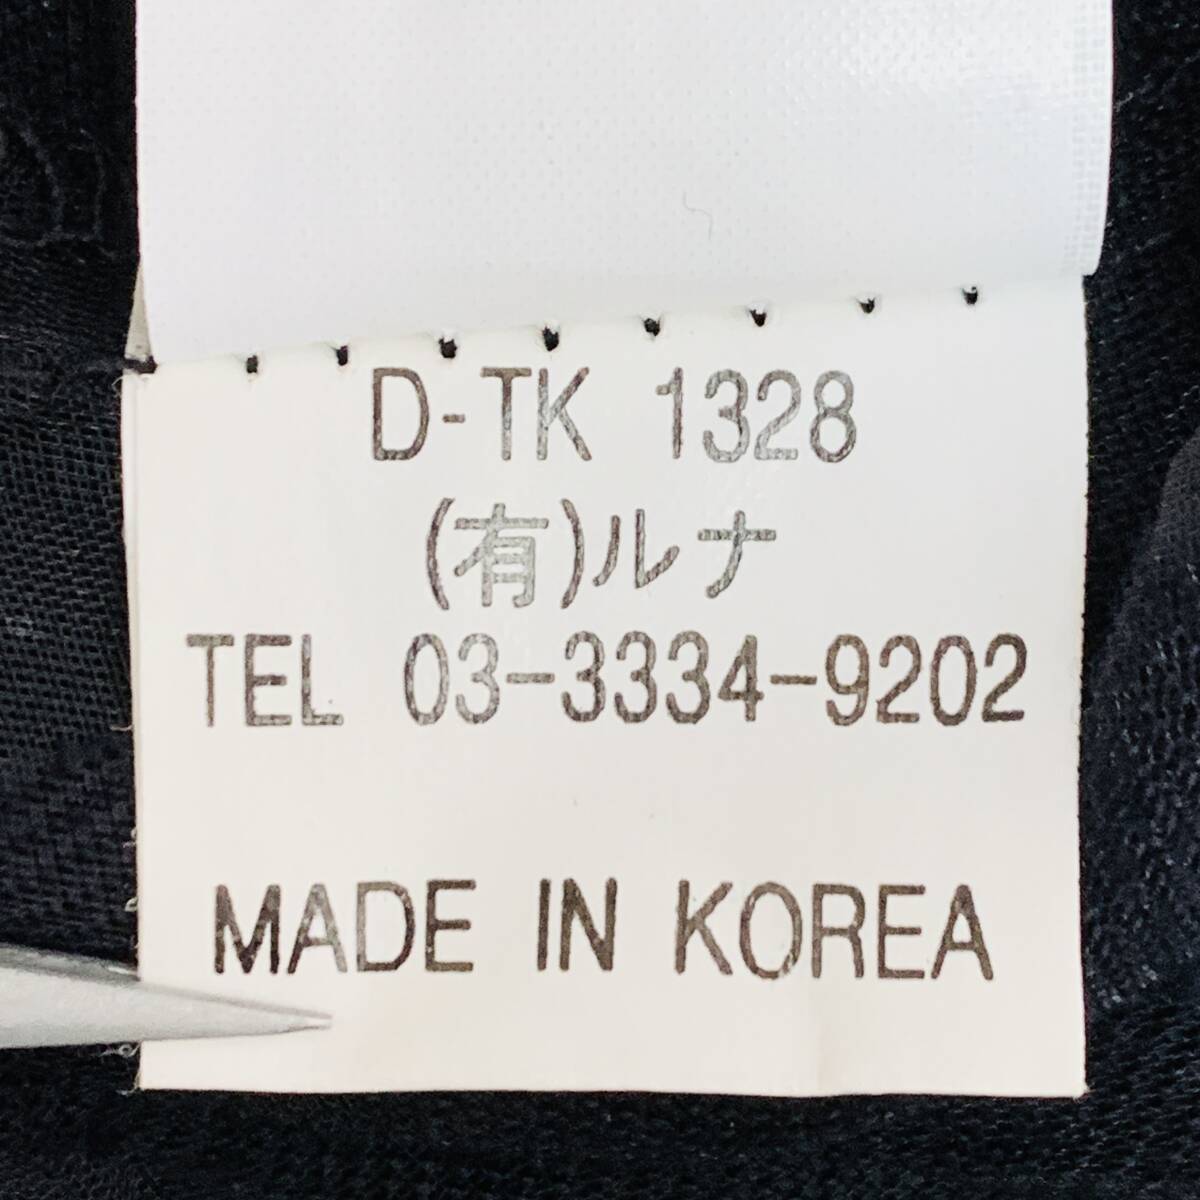 D-TK 1328
(有)ルナ
TEL 03-3334-9202
MADE IN KOREA